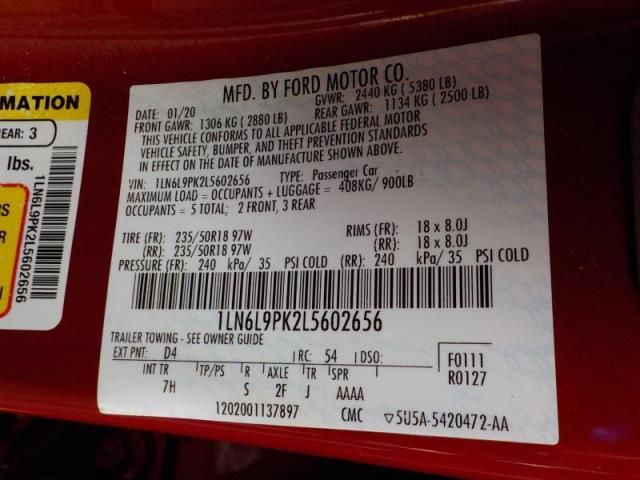 MFD. BY FORD MOTOR CO.
DATE: 01/20 GVWR: 2440 KG ( 5380 LB)
FRONT GAWR: 1306 KG ( 2880 LB) REAR GAWR: 1134 KG ( 2500 LB)
THIS VEHICLE CONFORMS TO ALL APPLICABLE FEDERAL MOTOR
VEHICLE SAFETY, BUMPER, AND THEFT PREVENTION STANDARDS
IN EFFECT ON THE DATE OF MANUFACTURE SHOWN ABOVE.
VIN: 1LN6L9PK2L5602656 TYPE: Passenger Car
MAXIMUM LOAD = OCCUPANTS + LUGGAGE = 408KG/ 900LB
OCCUPANTS = 5 TOTAL; 2 FRONT, 3 REAR
TIRE (FR): 235/50R18 97W RIMS (FR): 18 x 8.0J
(RR): 235/50R18 97W (RR): 18 x 8.0J
PRESSURE (FR): 240 kPa/ 35 PSI COLD (RR): 240 kPa/ 35 PSI COLD
1LN6L9PK2L5602656
TRAILER TOWING - SEE OWNER GUIDE
EXT PNT: D4 RC: 54 DSO: F0111
INT TR TP/PS R AXLE TR SPR R0127
7H S 2F J AAAA
1202001137897 CMC ▽5U5A-5420472-AA
RMATION
REAR: 3
lbs.
RS
R
1LN6L9PK2L5602656